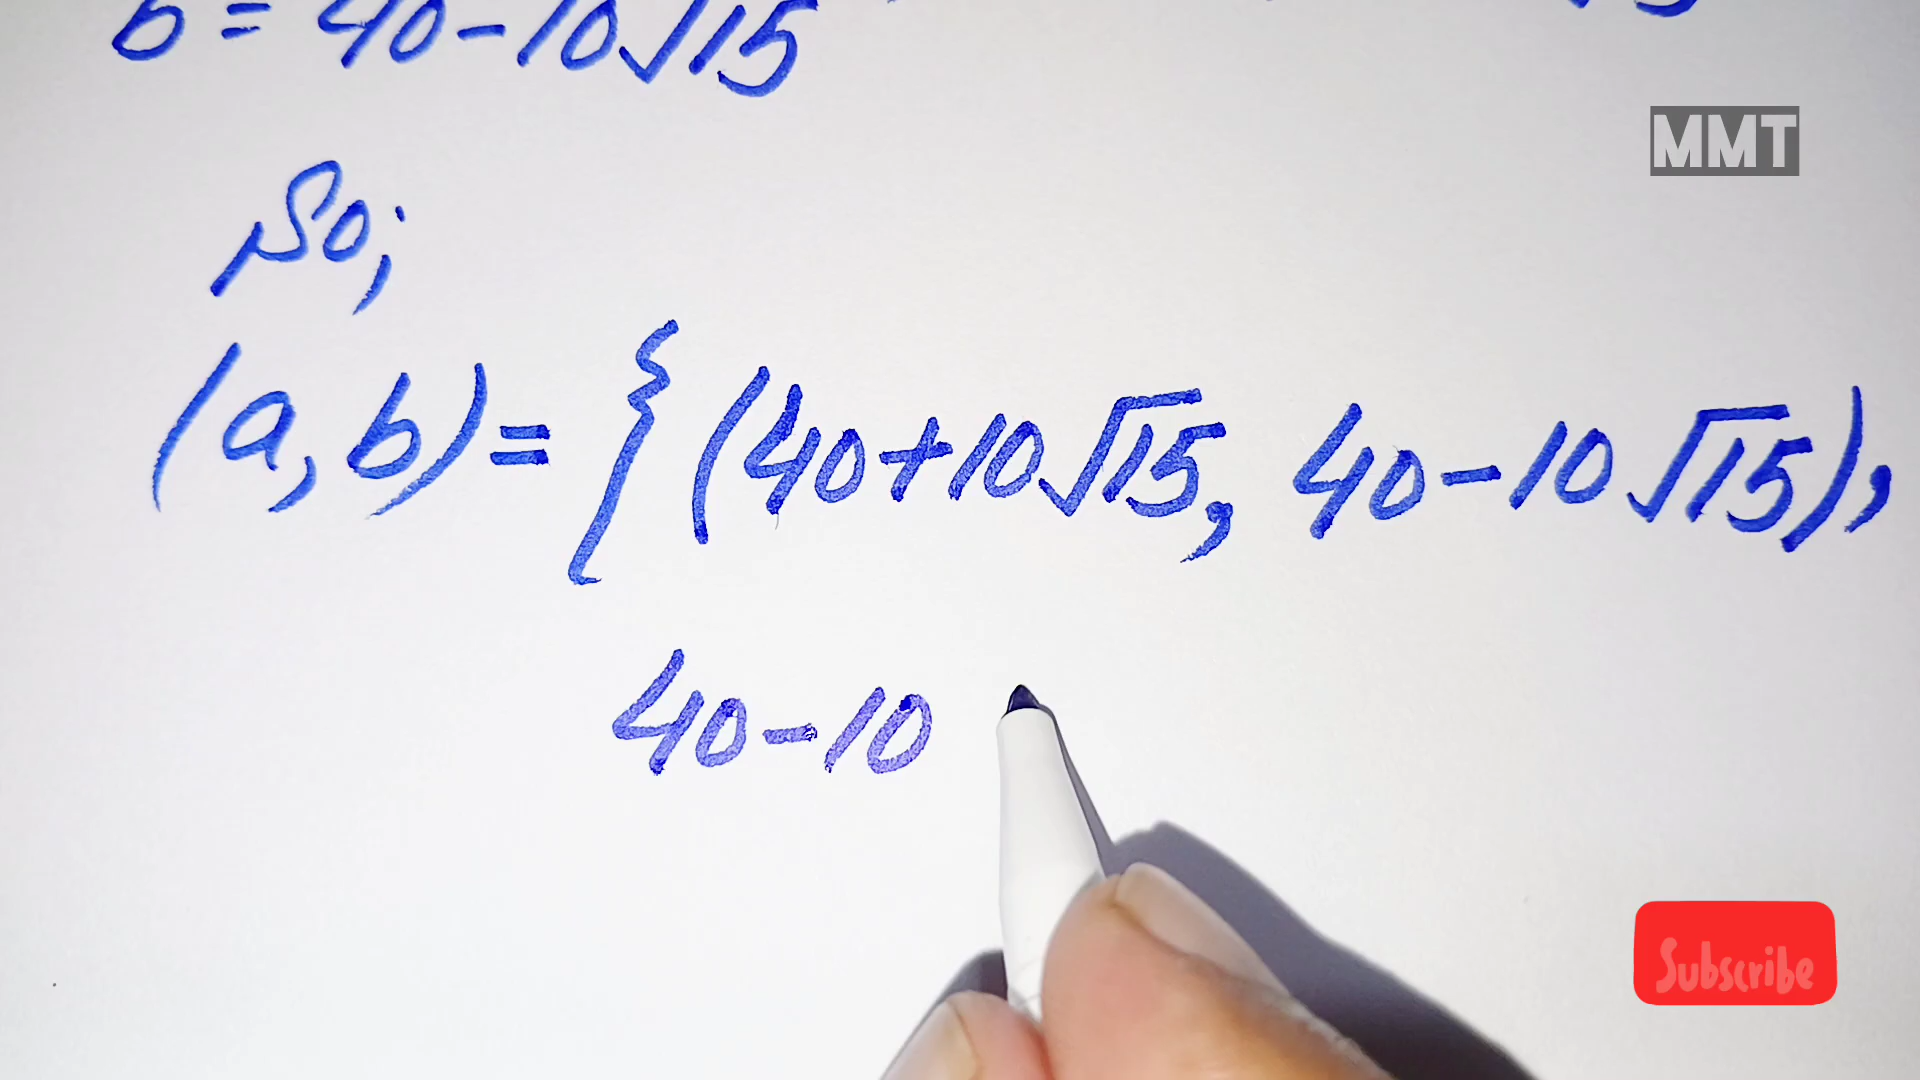 b = 40-10√15
MMT
So;
(a, b) = { (40+10√15, 40-10√15),
40-10
Subscribe